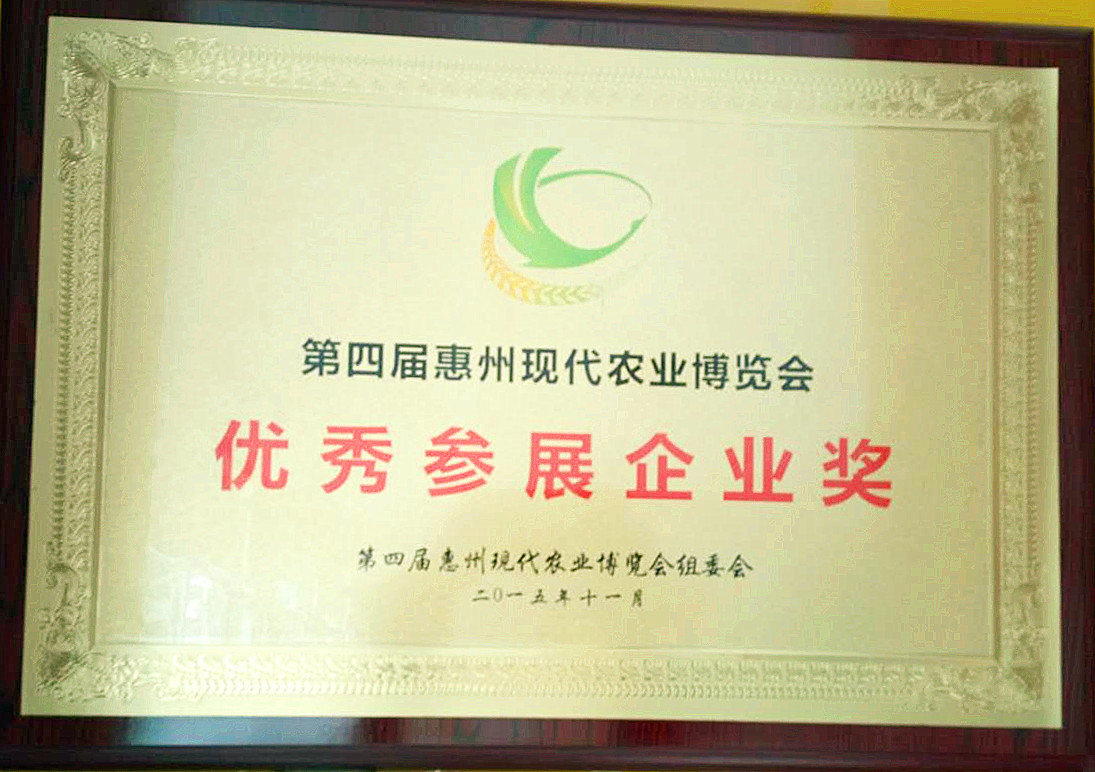 第四届惠州现代农业博览会
优秀参展企业奖
第四届惠州现代农业博览会组委会
二0一五年十一月